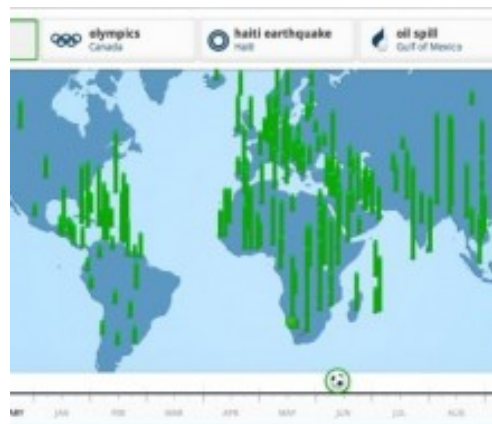 olympics
Canada
haiti earthquake
Haiti
oil spill
Gulf of Mexico
JAN
FEB
MAR
APR
MAY
JUN
JUL
AUG